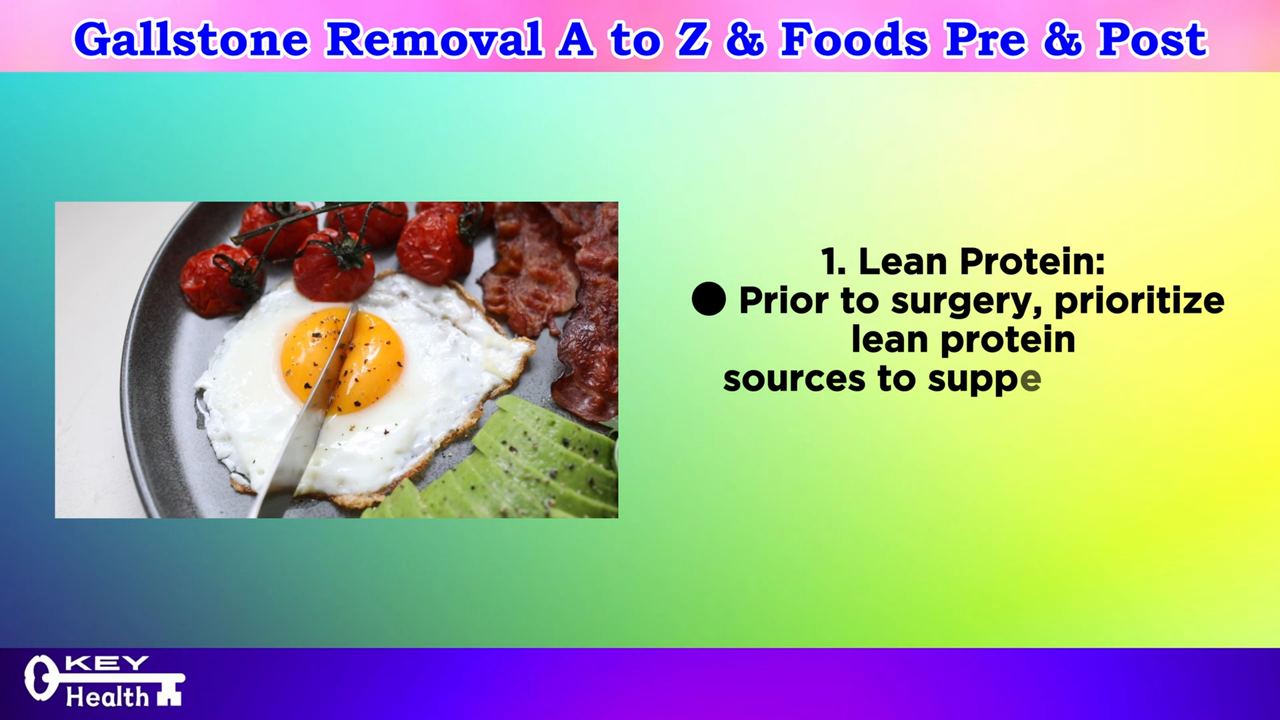 Gallstone Removal A to Z & Foods Pre & Post
1. Lean Protein:
● Prior to surgery, prioritize
lean protein
sources to suppe
KEY
Health